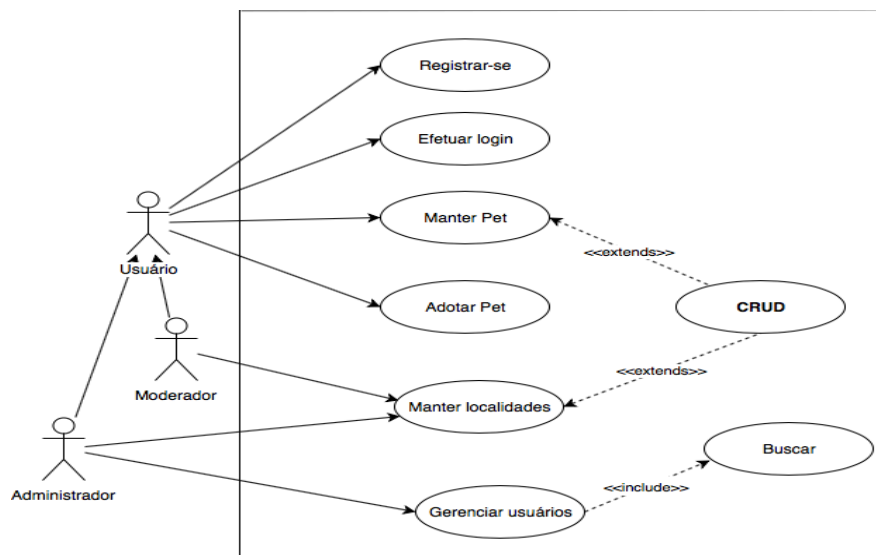 Registrar-se
Efetuar login
Manter Pet
<<extends>>
Usuário
Adotar Pet
CRUD
<<extends>>
Moderador
Manter localidades
Buscar
<<include>>
Administrador
Gerenciar usuários